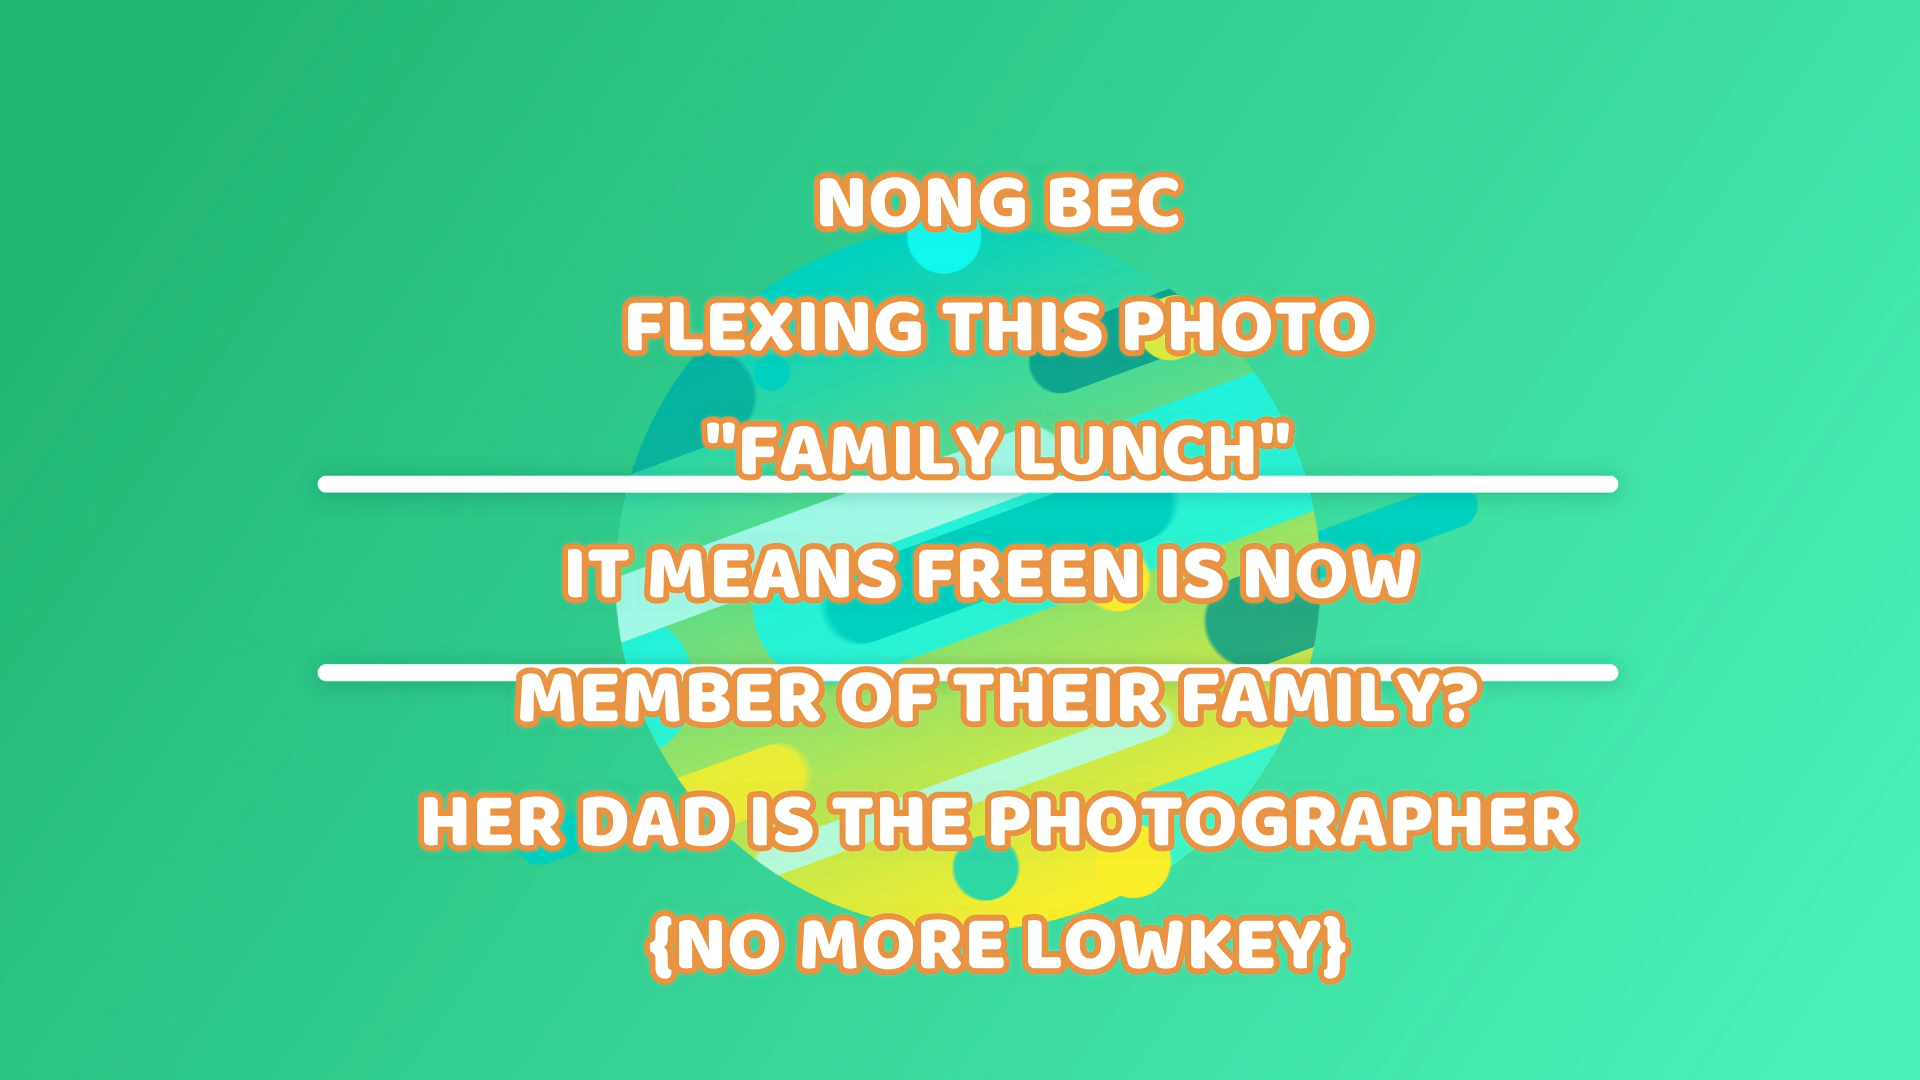 NONG BEC
FLEXING THIS PHOTO
"FAMILY LUNCH"
IT MEANS FREEN IS NOW
MEMBER OF THEIR FAMILY?
HER DAD IS THE PHOTOGRAPHER
{NO MORE LOWKEY}